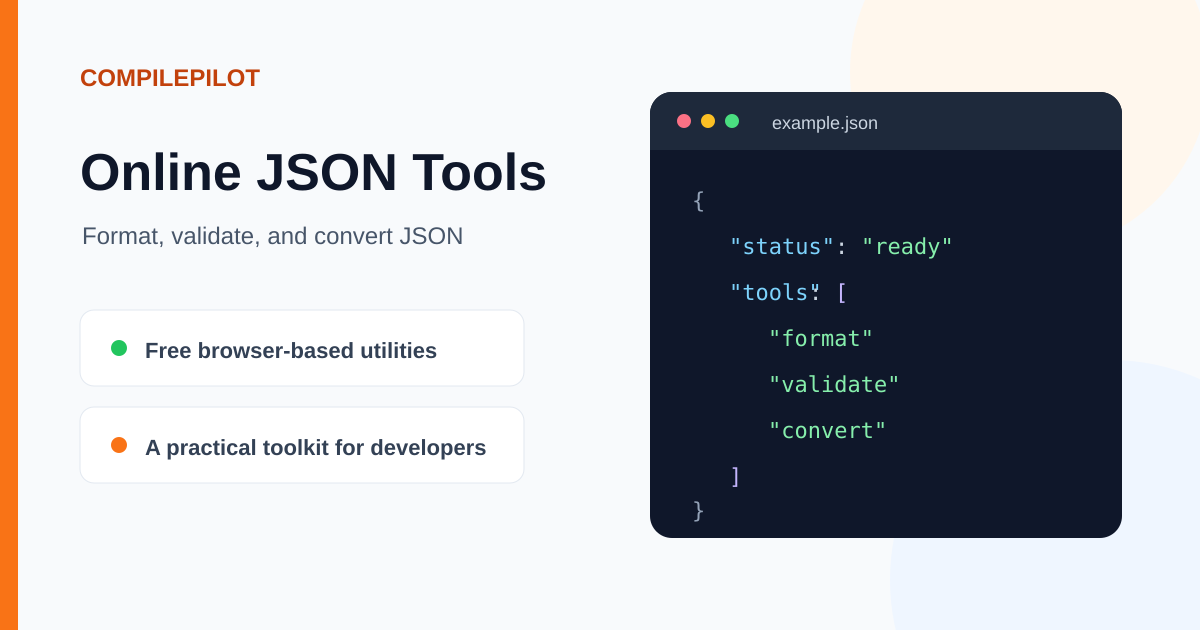 COMPILEPILOT
Online JSON Tools
Format, validate, and convert JSON
Free browser-based utilities
A practical toolkit for developers
example.json
{
"status": "ready"
"tools": [
"format"
"validate"
"convert"
]
}